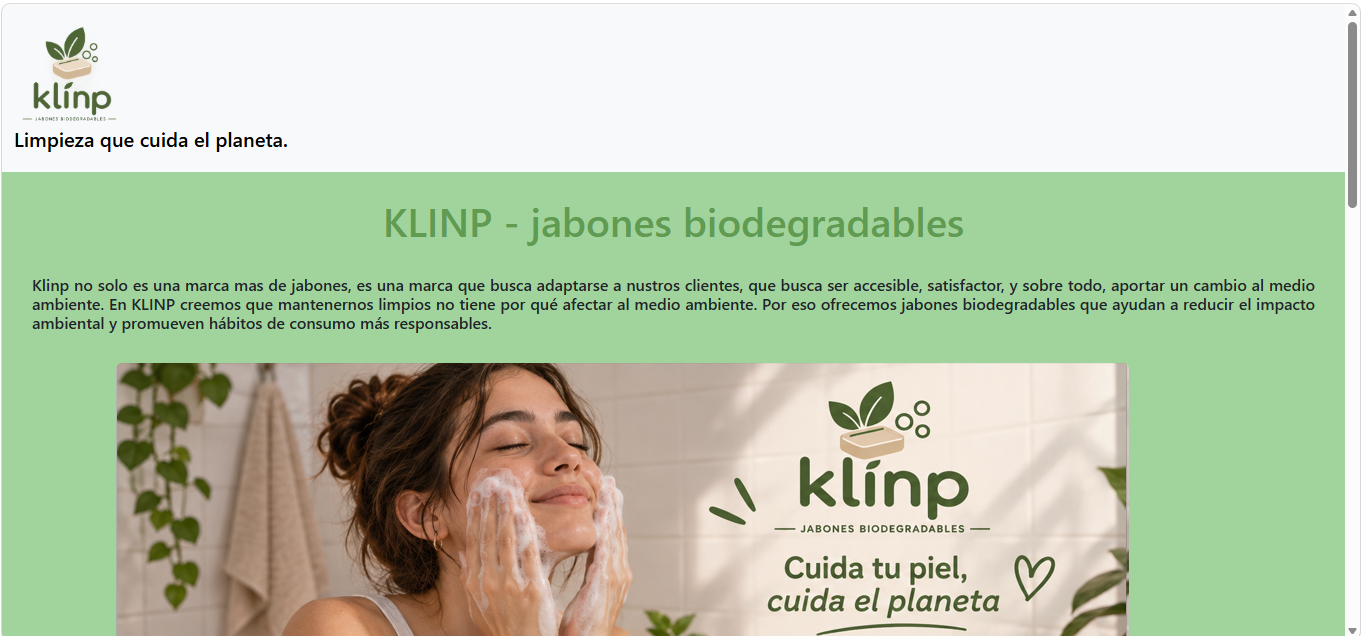 klínp
JABONES BIODEGRADABLES
Limpieza que cuida el planeta.
KLINP - jabones biodegradables
Klinp no solo es una marca mas de jabones, es una marca que busca adaptarse a nustros clientes, que busca ser accesible, satisfactor, y sobre todo, aportar un cambio al medio
ambiente. En KLINP creemos que mantenernos limpios no tiene por qué afectar al medio ambiente. Por eso ofrecemos jabones biodegradables que ayudan a reducir el impacto
ambiental y promueven hábitos de consumo más responsables.
klínp
JABONES BIODEGRADABLES
Cuida tu piel,
cuida el planeta